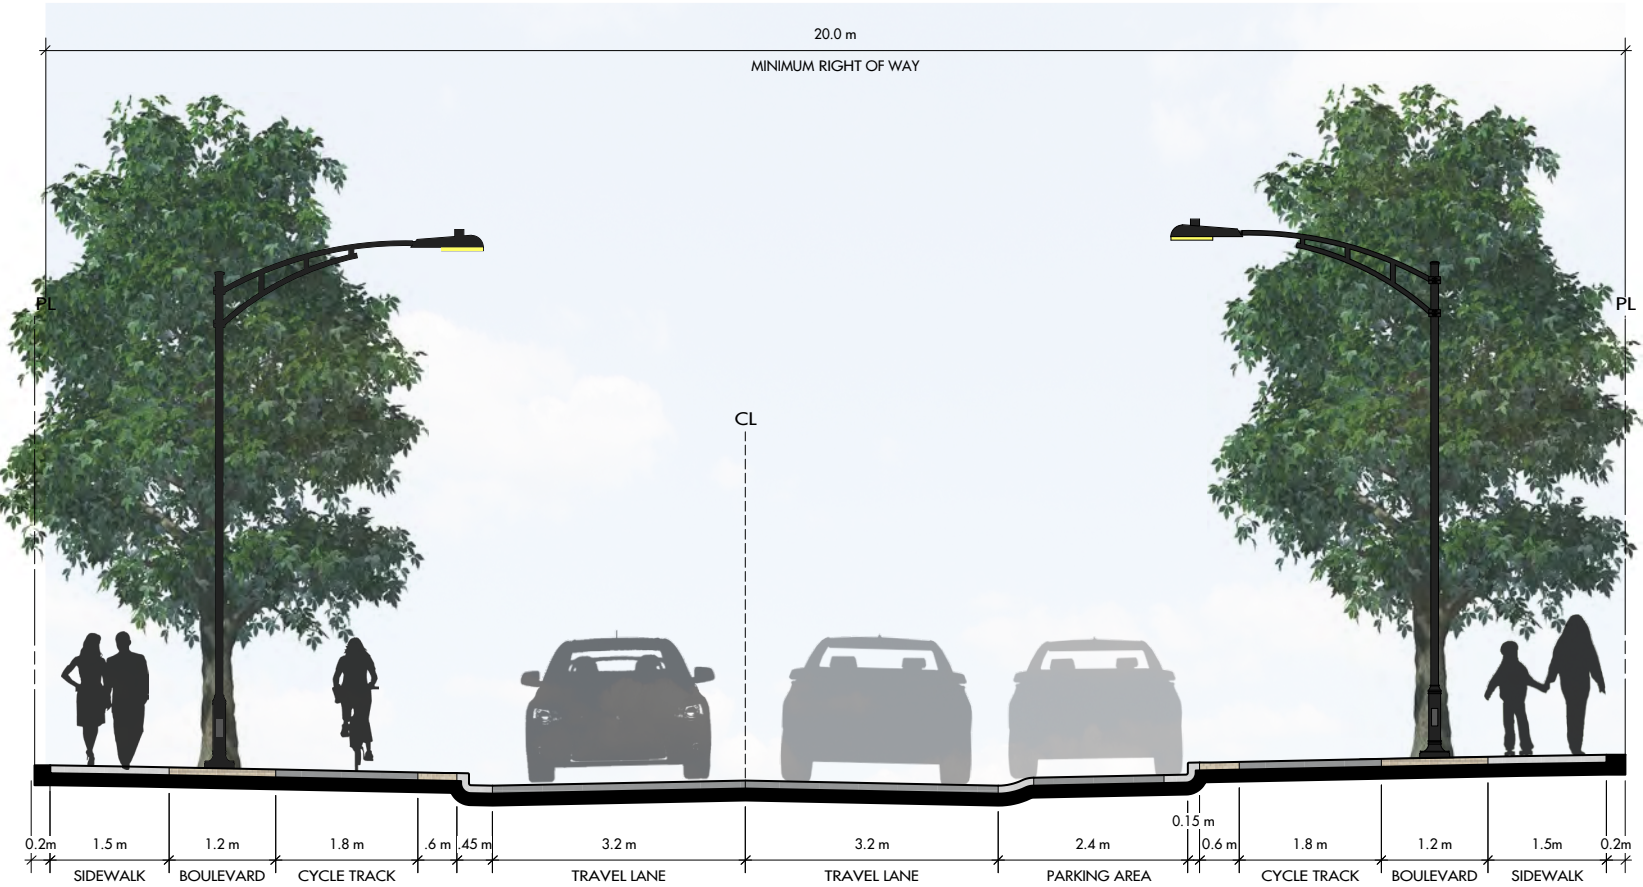 20.0 m
MINIMUM RIGHT OF WAY
PL
PL
CL
0.15 m
0.2m 1.5 m 1.2 m 1.8 m .6 m .45 m 3.2 m 3.2 m 2.4 m 0.6 m 1.8 m 1.2 m 1.5m 0.2m
SIDEWALK BOULEVARD CYCLE TRACK TRAVEL LANE TRAVEL LANE PARKING AREA CYCLE TRACK BOULEVARD SIDEWALK